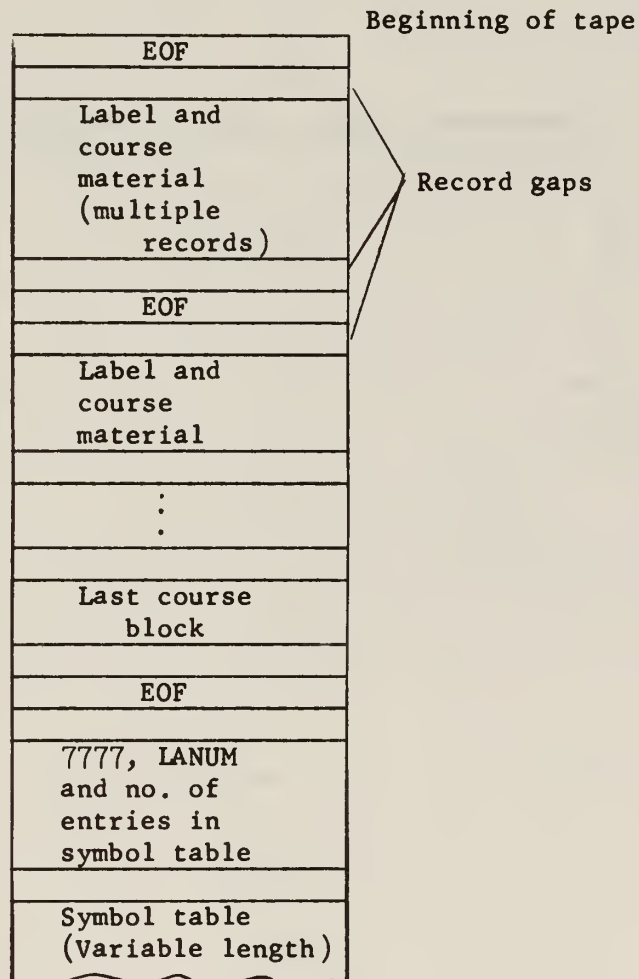 Beginning of tape
EOF
Label and
course
material
(multiple
records)
Record gaps
EOF
Label and
course
material
.
.
.
Last course
block
EOF
7777, LANUM
and no. of
entries in
symbol table
Symbol table
(Variable length)